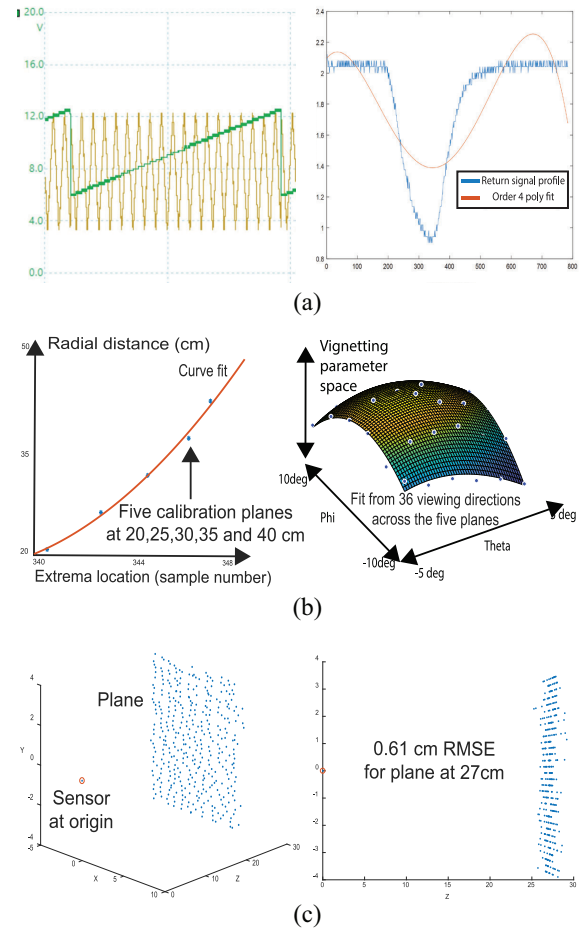 20.0
V
16.0
12.0
8.0
4.0
0.0
2.4
2.2
2
1.8
1.6
1.4
1.2
1
0.8
0 100 200 300 400 500 600 700 800
Return signal profile
Order 4 poly fit
(a)
50
Radial distance (cm)
Curve fit
35
Five calibration planes
at 20,25,30,35 and 40 cm
20
340 344 348
Extrema location (sample number)
Vignetting
parameter
space
10deg
Fit from 36 viewing directions
across the five planes
Phi
5 deg
Theta
-10deg
-5 deg
(b)
4
2
0
-2
-4
-5
Y
Plane
Sensor
at origin
0
5
10
X
0
10
20
30
Z
4
3
2
1
0
-1
-2
-3
-4
0.61 cm RMSE
for plane at 27cm
0 5 10 15 20 25 30
Z
(c)